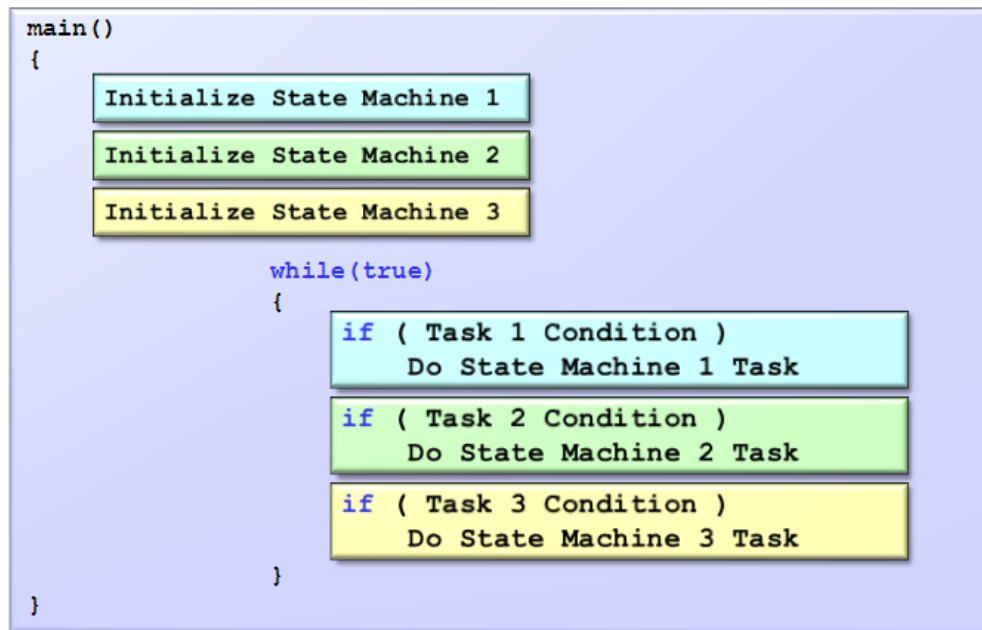 main()
{
Initialize State Machine 1
Initialize State Machine 2
Initialize State Machine 3
while(true)
{
if ( Task 1 Condition )
Do State Machine 1 Task
if ( Task 2 Condition )
Do State Machine 2 Task
if ( Task 3 Condition )
Do State Machine 3 Task
}
}